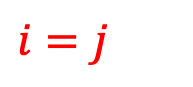 i = j